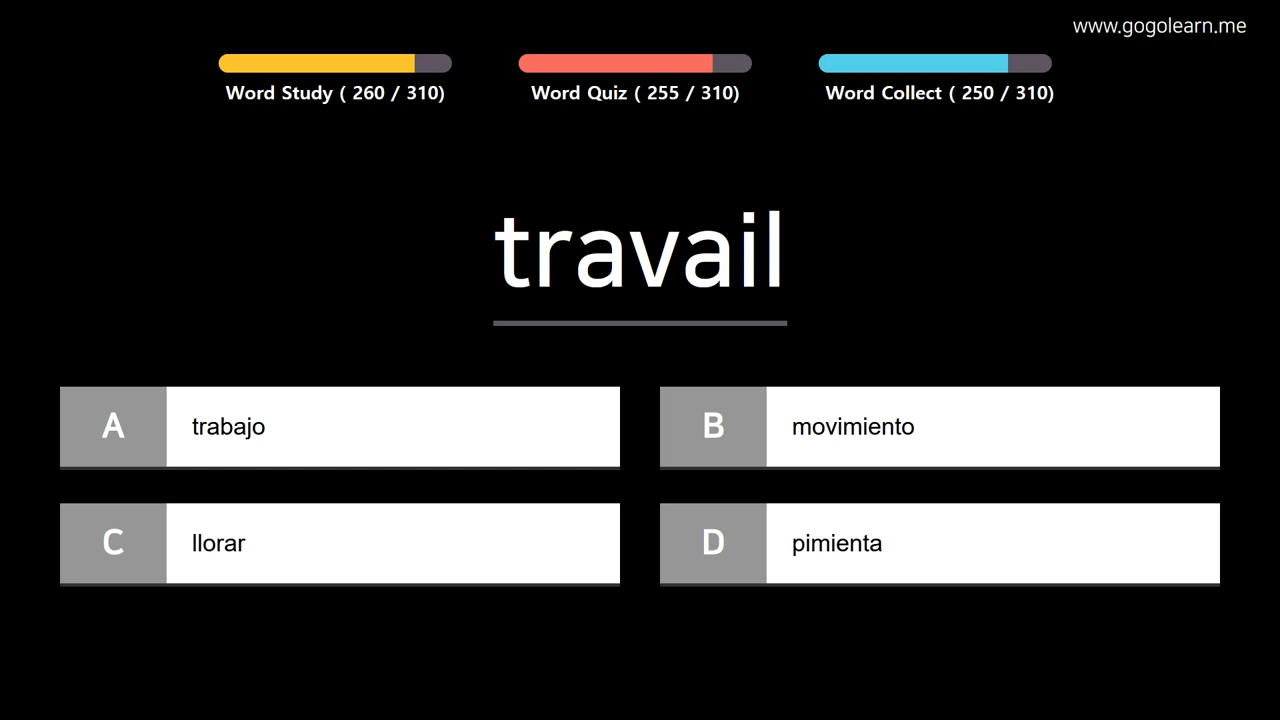 www.gogolearn.me
Word Study ( 260 / 310)
Word Quiz ( 255 / 310)
Word Collect ( 250 / 310)
travail
A trabajo
B movimiento
C llorar
D pimienta